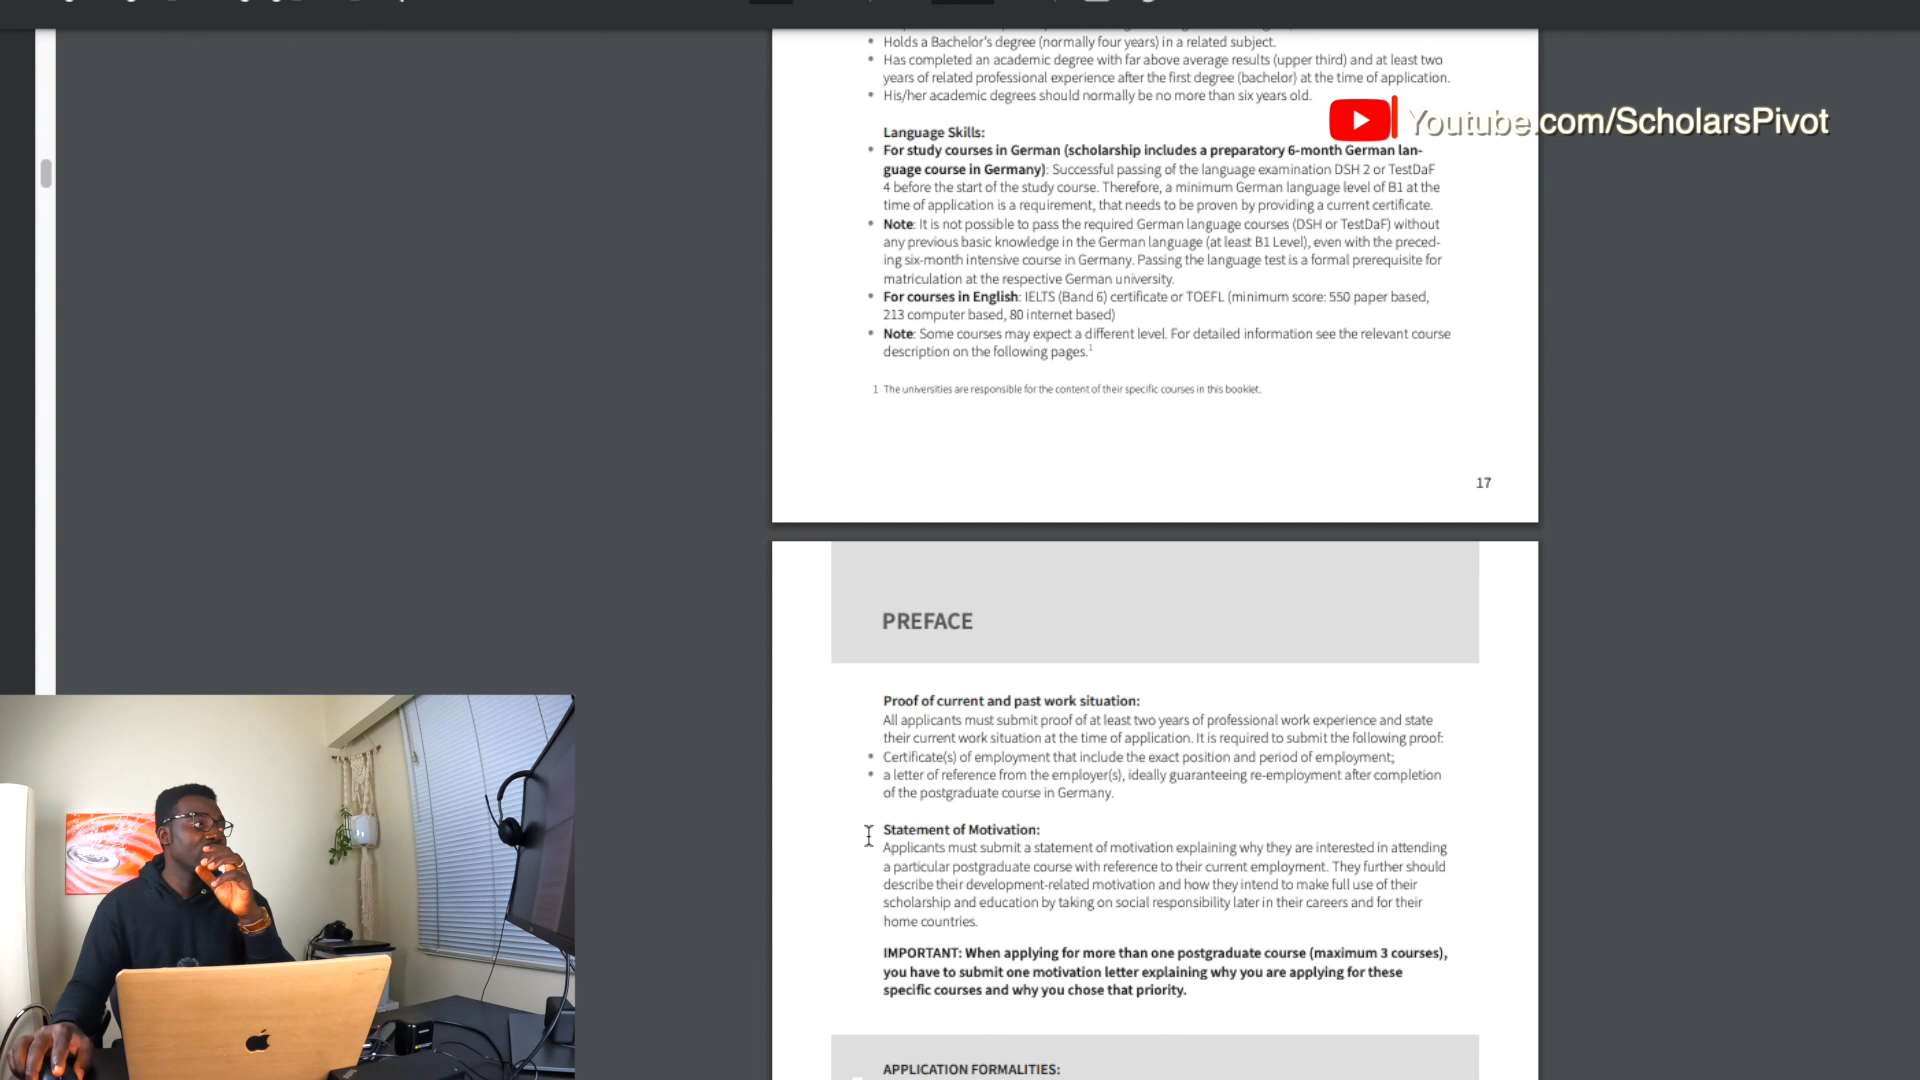 • Holds a Bachelor's degree (normally four years) in a related subject.
• Has completed an academic degree with far above average results (upper third) and at least two
years of related professional experience after the first degree (bachelor) at the time of application.
• His/her academic degrees should normally be no more than six years old.
Youtube.com/ScholarsPivot
Language Skills:
• For study courses in German (scholarship includes a preparatory 6-month German lan-
guage course in Germany): Successful passing of the language examination DSH 2 or TestDaF
4 before the start of the study course. Therefore, a minimum German language level of B1 at the
time of application is a requirement, that needs to be proven by providing a current certificate.
• Note: It is not possible to pass the required German language courses (DSH or TestDaF) without
any previous basic knowledge in the German language (at least B1 Level), even with the preced-
ing six-month intensive course in Germany. Passing the language test is a formal prerequisite for
matriculation at the respective German university.
• For courses in English: IELTS (Band 6) certificate or TOEFL (minimum score: 550 paper based,
213 computer based, 80 internet based)
• Note: Some courses may expect a different level. For detailed information see the relevant course
description on the following pages.1
1 The universities are responsible for the content of their specific courses in this booklet.
17
PREFACE
Proof of current and past work situation:
All applicants must submit proof of at least two years of professional work experience and state
their current work situation at the time of application. It is required to submit the following proof:
• Certificate(s) of employment that include the exact position and period of employment;
• a letter of reference from the employer(s), ideally guaranteeing re-employment after completion
of the postgraduate course in Germany.
Statement of Motivation:
Applicants must submit a statement of motivation explaining why they are interested in attending
a particular postgraduate course with reference to their current employment. They further should
describe their development-related motivation and how they intend to make full use of their
scholarship and education by taking on social responsibility later in their careers and for their
home countries.
IMPORTANT: When applying for more than one postgraduate course (maximum 3 courses),
you have to submit one motivation letter explaining why you are applying for these
specific courses and why you chose that priority.
APPLICATION FORMALITIES: